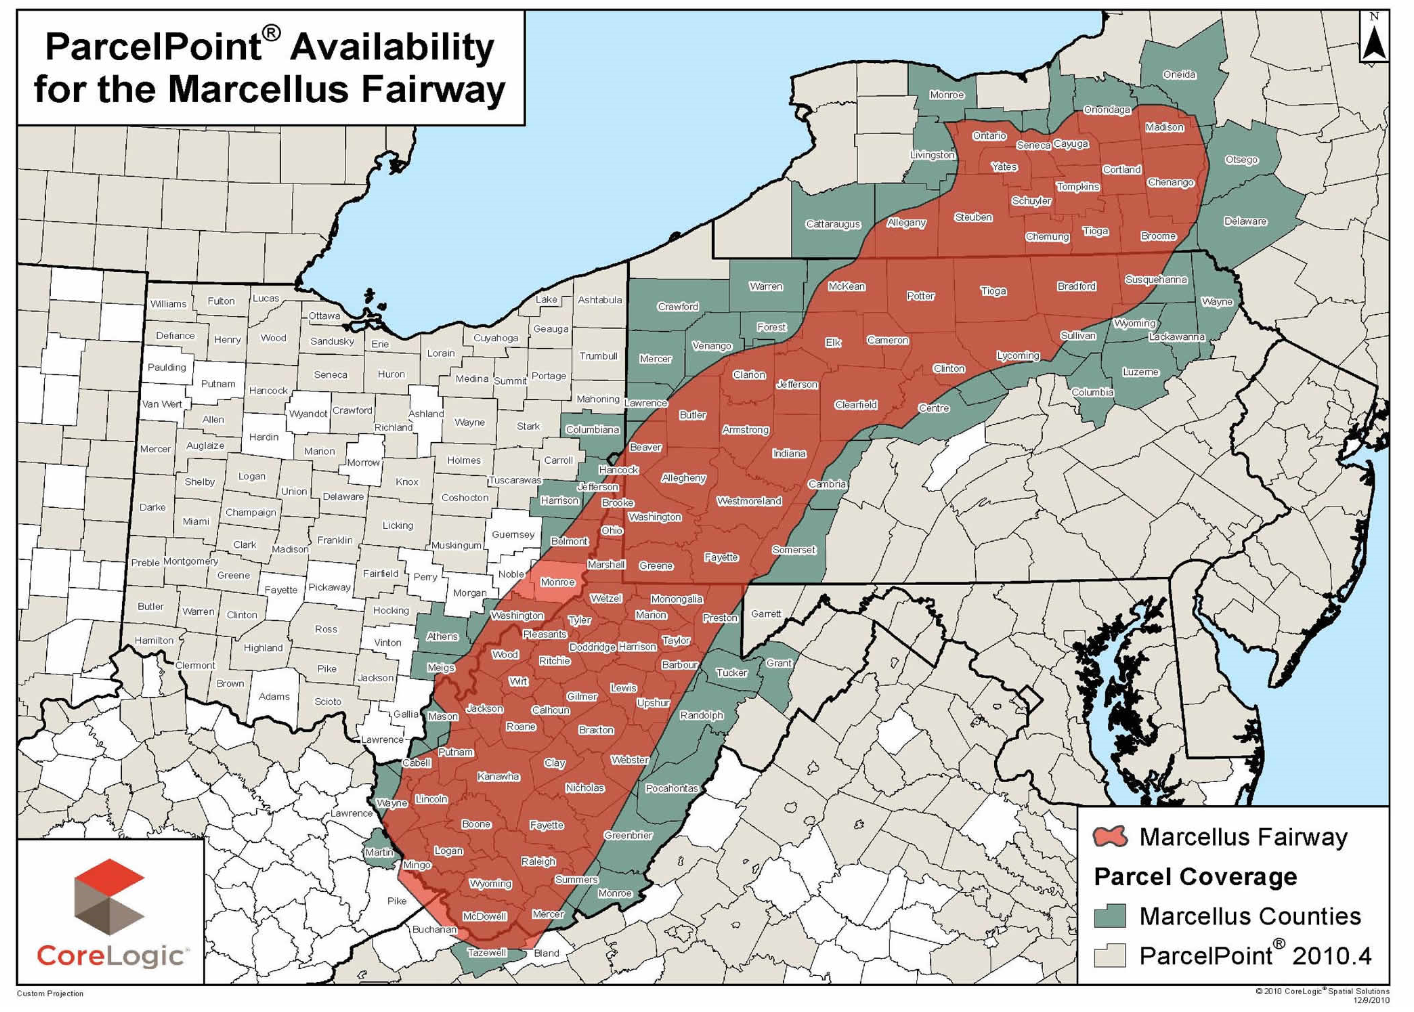 ParcelPoint® Availability
for the Marcellus Fairway
N
Oneida
Monroe
Onondaga
Madison
Ontario
Seneca Cayuga
Livingston
Otsego
Yates
Cortland
Chenango
Tompkins
Schuyler
Steuben
Cattaraugus
Allegany
Delaware
Chemung
Tioga
Broome
Susquehanna
Warren
McKean
Potter
Tioga
Bradford
Wayne
Crawford
Wyoming
Lackawanna
Sullivan
Forest
Venango
Elk
Cameron
Mercer
Lycoming
Clinton
Luzerne
Clarion
Jefferson
Columbia
Lawrence
Butler
Clearfield
Centre
Armstrong
Beaver
Indiana
Allegheny
Cambria
Westmoreland
Washington
Somerset
Fayette
Greene
Lake
Ashtabula
Williams
Fulton
Lucas
Ottawa
Geauga
Defiance
Henry
Wood
Sandusky
Erie
Cuyahoga
Lorain
Trumbull
Paulding
Putnam
Seneca
Huron
Medina
Summit
Portage
Hancock
Mahoning
Van Wert
Allen
Wyandot
Crawford
Ashland
Richland
Wayne
Stark
Columbiana
Hardin
Mercer
Auglaize
Marion
Morrow
Holmes
Carroll
Hancock
Shelby
Logan
Union
Knox
Tuscarawas
Jefferson
Delaware
Coshocton
Harrison
Brooke
Darke
Champaign
Miami
Licking
Ohio
Clark
Madison
Franklin
Muskingum
Guernsey
Belmont
Preble
Montgomery
Greene
Fairfield
Perry
Noble
Monroe
Marshall
Fayette
Pickaway
Morgan
Wetzel
Monongalia
Butler
Warren
Clinton
Hocking
Washington
Tyler
Marion
Preston
Garrett
Ross
Athens
Pleasants
Hamilton
Highland
Vinton
Doddridge
Harrison
Taylor
Wood
Ritchie
Barbour
Grant
Clermont
Pike
Meigs
Tucker
Brown
Adams
Scioto
Jackson
Wirt
Gilmer
Lewis
Upshur
Gallia
Mason
Jackson
Calhoun
Randolph
Roane
Braxton
Lawrence
Putnam
Cabell
Clay
Webster
Kanawha
Nicholas
Pocahontas
Wayne
Lincoln
Lawrence
Boone
Fayette
Greenbrier
Martin
Logan
Mingo
Raleigh
Wyoming
Summers
Monroe
Pike
McDowell
Mercer
Buchanan
Tazewell
Bland
Marcellus Fairway
Parcel Coverage
Marcellus Counties
ParcelPoint® 2010.4
CoreLogic
Custom Projection
© 2010 CoreLogic® Spatial Solutions
12/9/2010